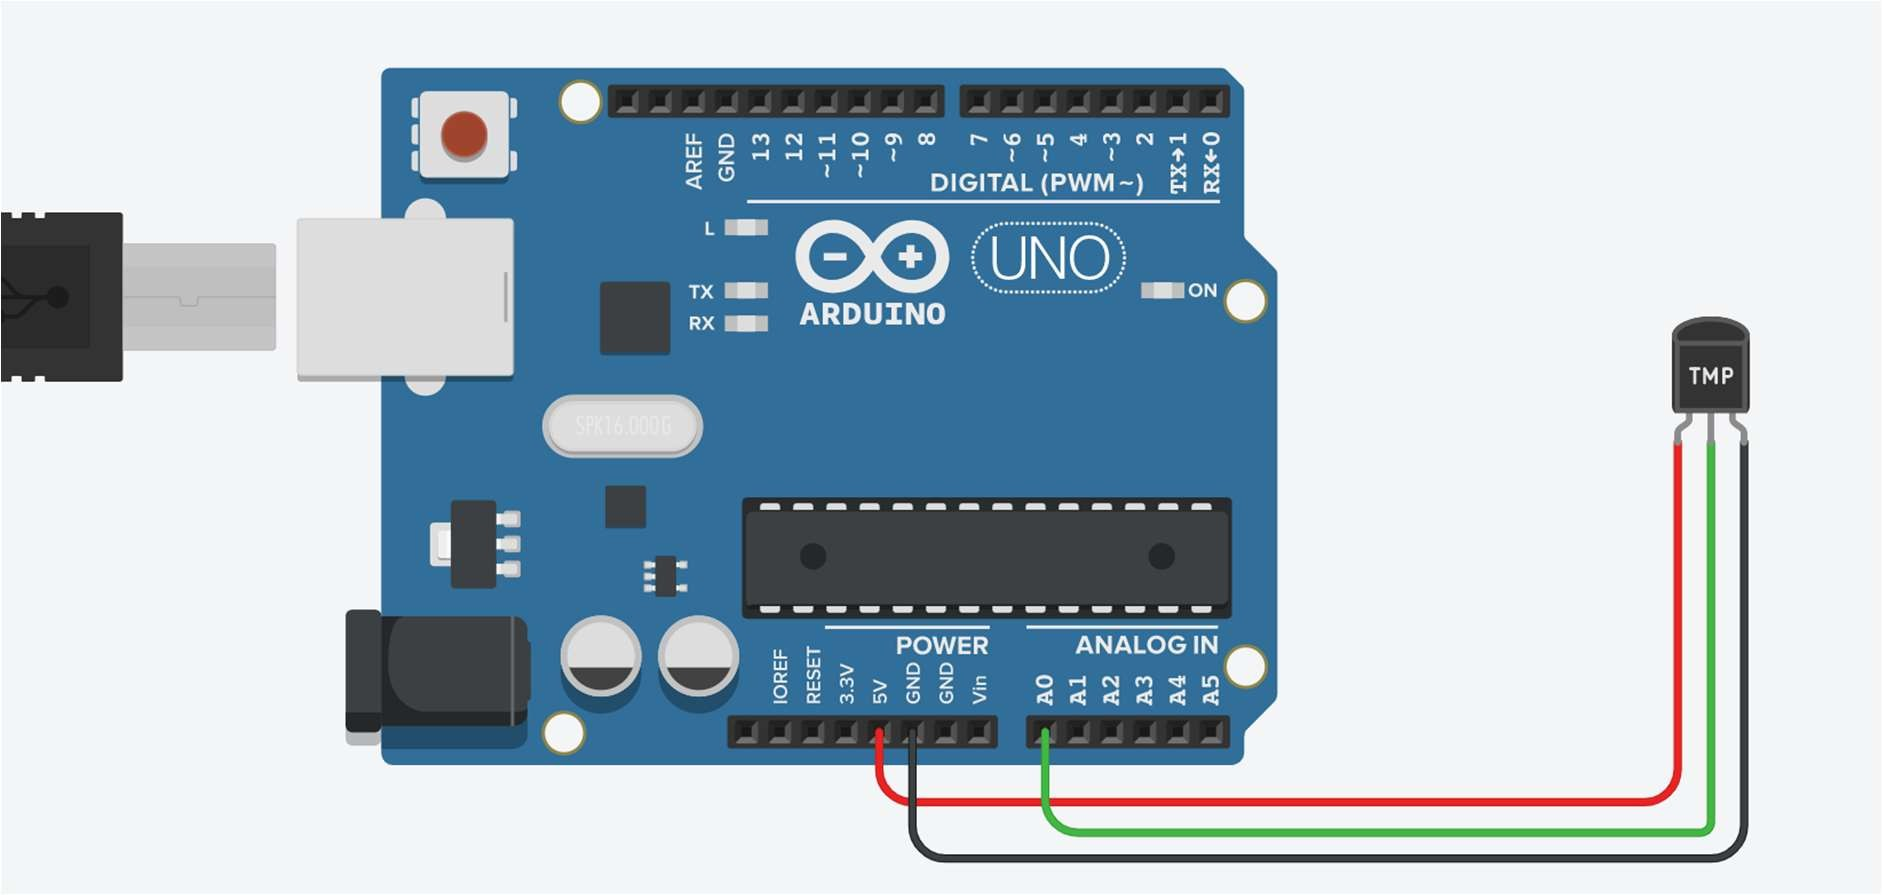 AREF
GND
13
12
~11
~10
~9
8
7
~6
~5
4
~3
2
TX→1
RX←0
DIGITAL (PWM~)
L
TX
RX
ARDUINO
UNO
ON
TMP
SPK16.000G
POWER
ANALOG IN
IOREF
RESET
3.3V
5V
GND
GND
Vin
A0
A1
A2
A3
A4
A5